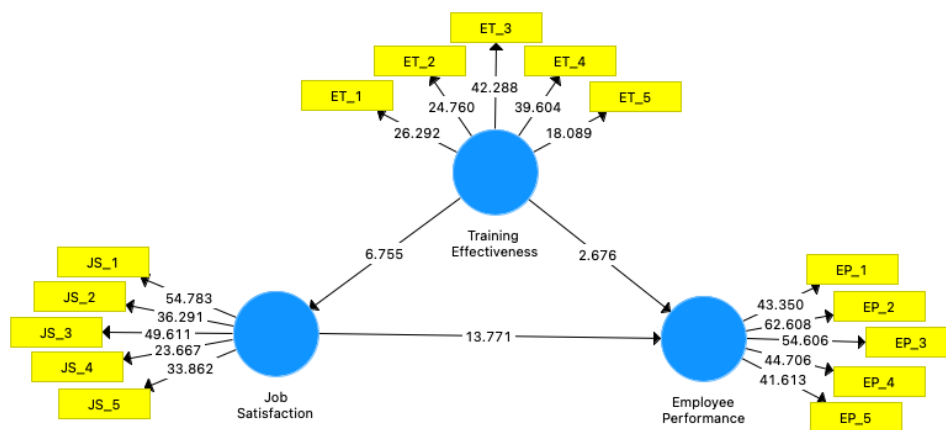 ET_3
ET_2
ET_4
ET_1
ET_5
42.288
24.760
39.604
26.292
18.089
Training
Effectiveness
6.755
2.676
JS_1
JS_2
JS_3
JS_4
JS_5
54.783
36.291
49.611
23.667
33.862
Job
Satisfaction
13.771
EP_1
EP_2
EP_3
EP_4
EP_5
43.350
62.608
54.606
44.706
41.613
Employee
Performance